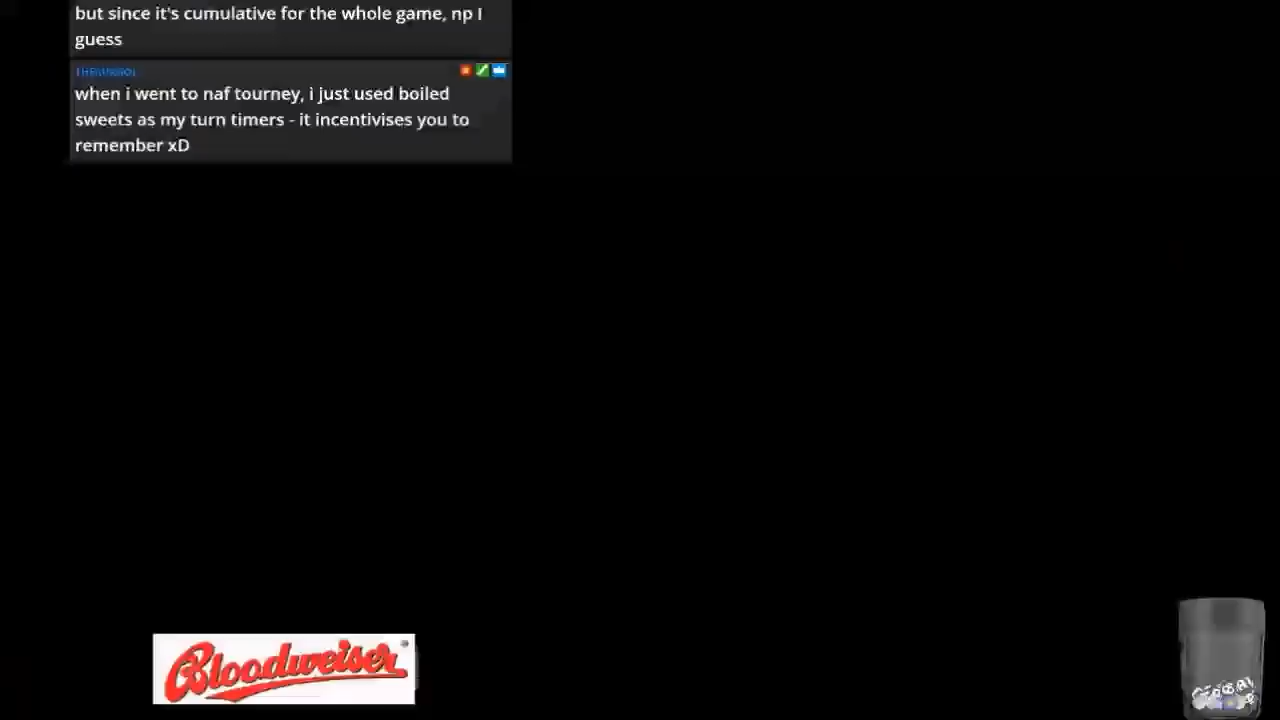 but since it's cumulative for the whole game, np I
guess
when i went to naf tourney, i just used boiled
sweets as my turn timers - it incentivises you to
remember xD
Bloodweiser